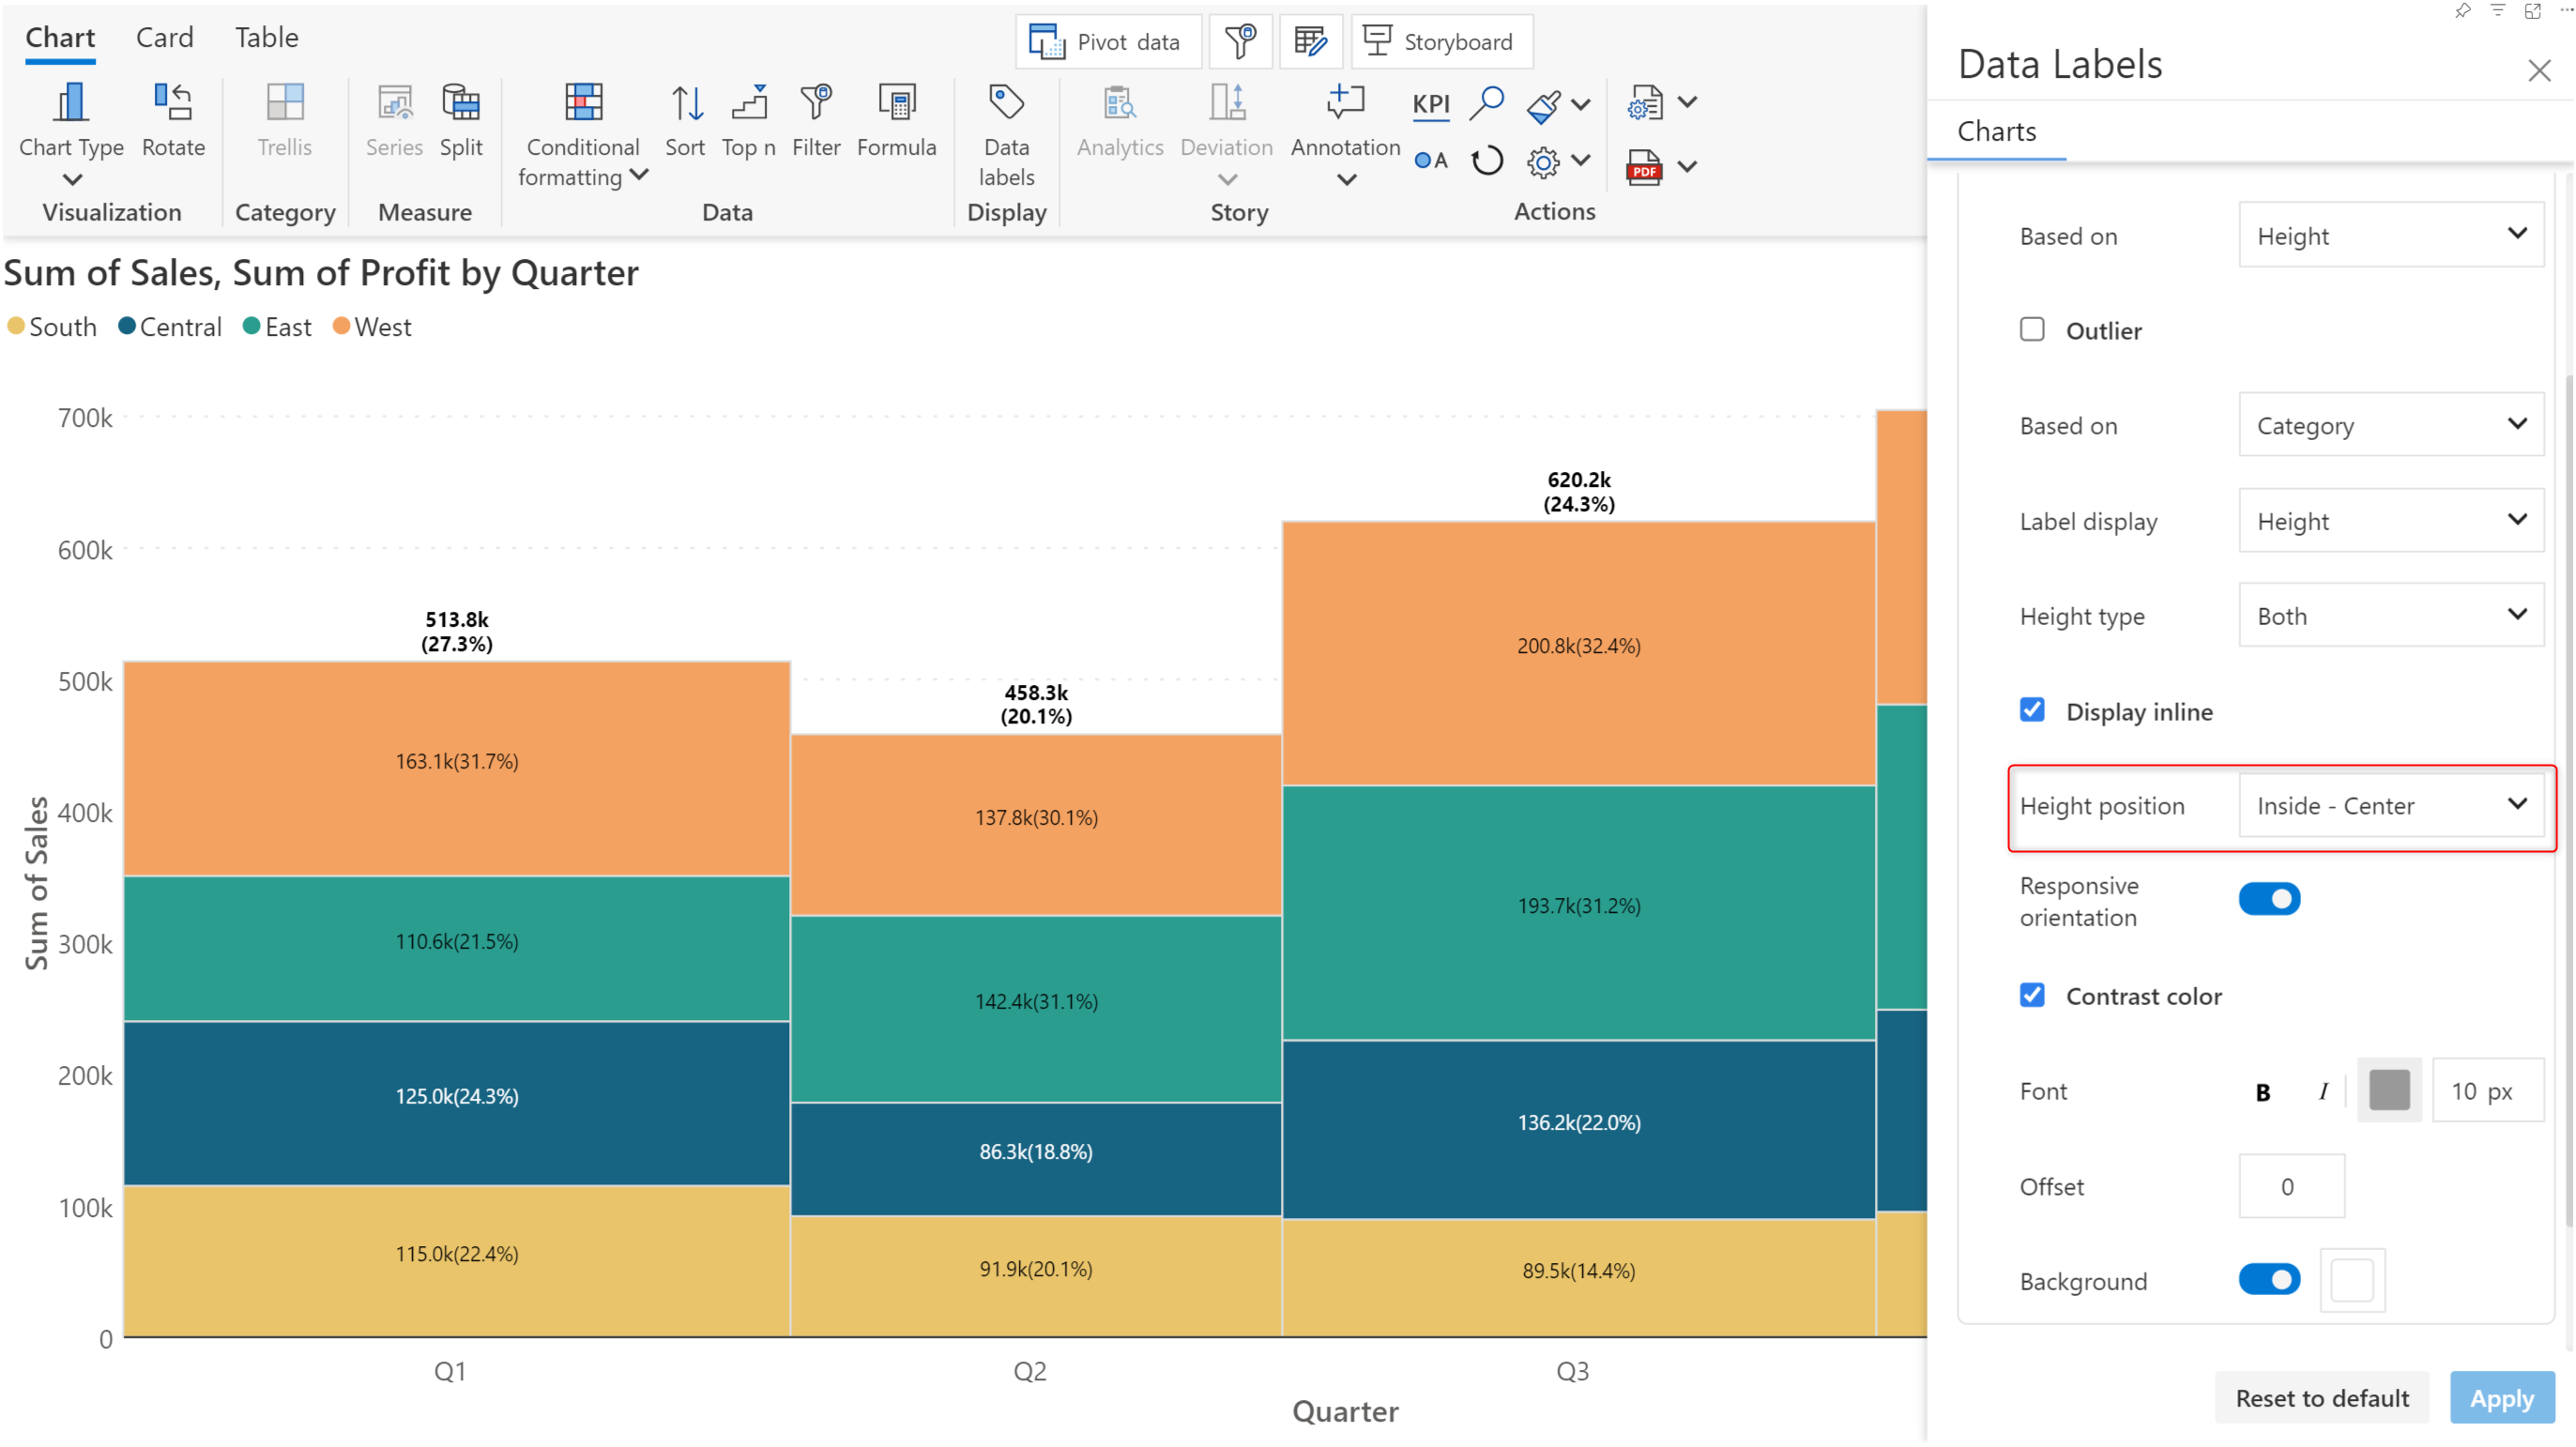 Chart Card Table
Pivot data Storyboard
Chart Type Rotate Trellis Series Split Conditional formatting Sort Top n Filter Formula Data labels Analytics Deviation Annotation KPI
A
PDF
Visualization Category Measure Data Display Story Actions
Sum of Sales, Sum of Profit by Quarter
South Central East West
700k
600k
500k
400k
300k
200k
100k
0
Sum of Sales
513.8k
(27.3%)
163.1k(31.7%)
110.6k(21.5%)
125.0k(24.3%)
115.0k(22.4%)
458.3k
(20.1%)
137.8k(30.1%)
142.4k(31.1%)
86.3k(18.8%)
91.9k(20.1%)
620.2k
(24.3%)
200.8k(32.4%)
193.7k(31.2%)
136.2k(22.0%)
89.5k(14.4%)
Q1 Q2 Q3
Quarter
Data Labels
Charts
Based on Height
Outlier
Based on Category
Label display Height
Height type Both
Display inline
Height position Inside - Center
Responsive
orientation
Contrast color
Font B I 10 px
Offset 0
Background
Reset to default Apply